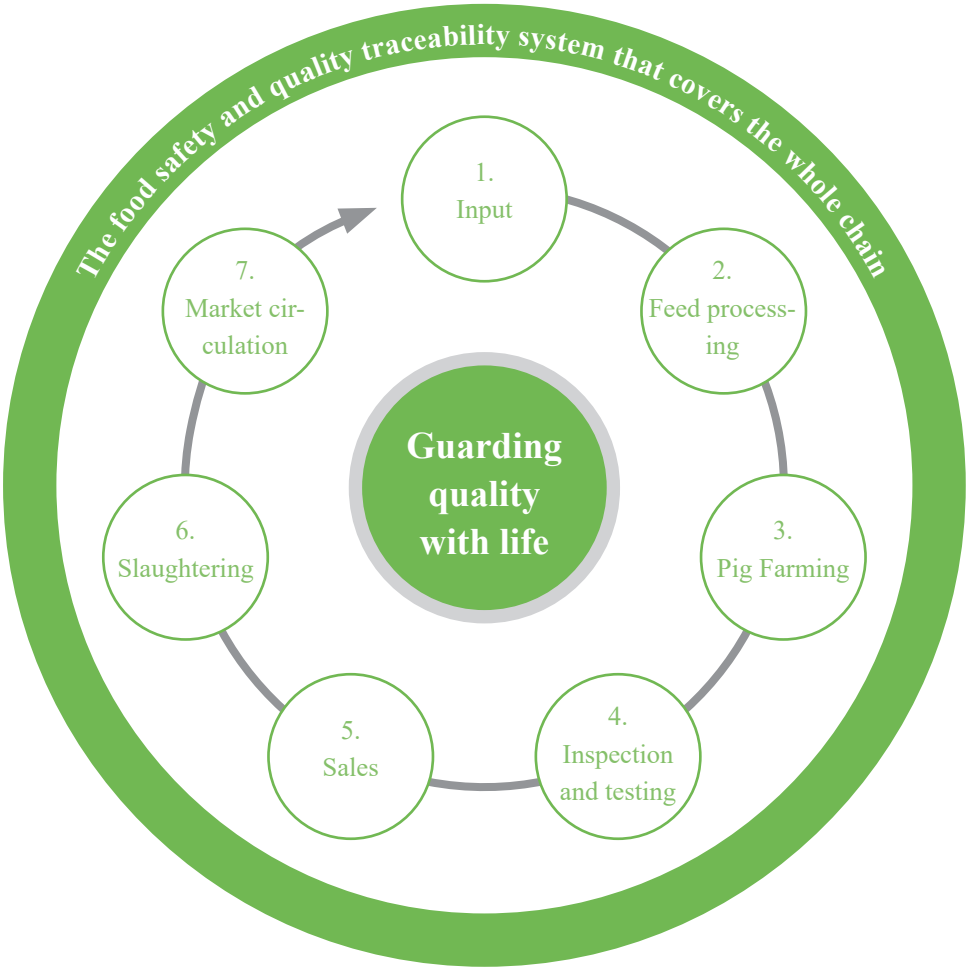 The food safety and quality traceability system that covers the whole chain
1.
Input
2.
Feed process-
ing
3.
Pig Farming
4.
Inspection
and testing
5.
Sales
6.
Slaughtering
7.
Market cir-
culation
Guarding
quality
with life